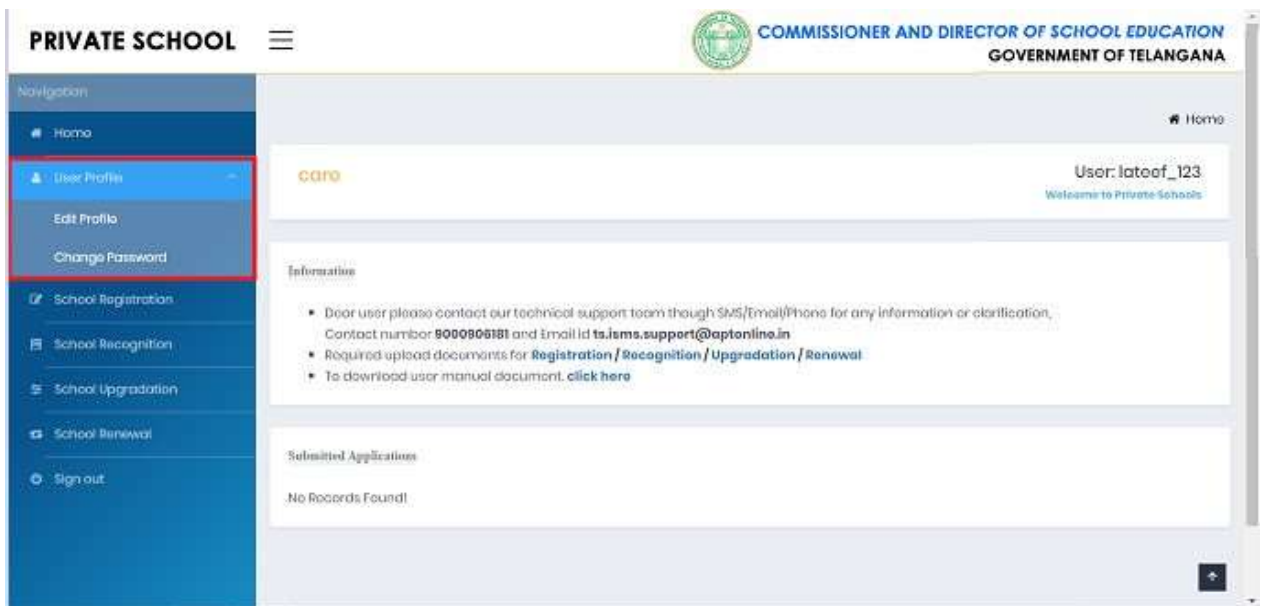 PRIVATE SCHOOL
COMMISSIONER AND DIRECTOR OF SCHOOL EDUCATION
GOVERNMENT OF TELANGANA
Navigation
Home
User Profile
Edit Profile
Change Password
School Registration
School Recognition
School Upgradation
School Renewal
Sign out
Home
care
User: lateef_123
Welcome to Private Schools
Information
Dear user please contact our technical support team though SMS/Email/Phone for any information or clarification,
Contact number 9000906181 and Email id ts.isms.support@aptonline.in
Required upload documents for Registration / Recognition / Upgradation / Renewal
To download user manual document, click here
Submitted Applications
No Records Found!